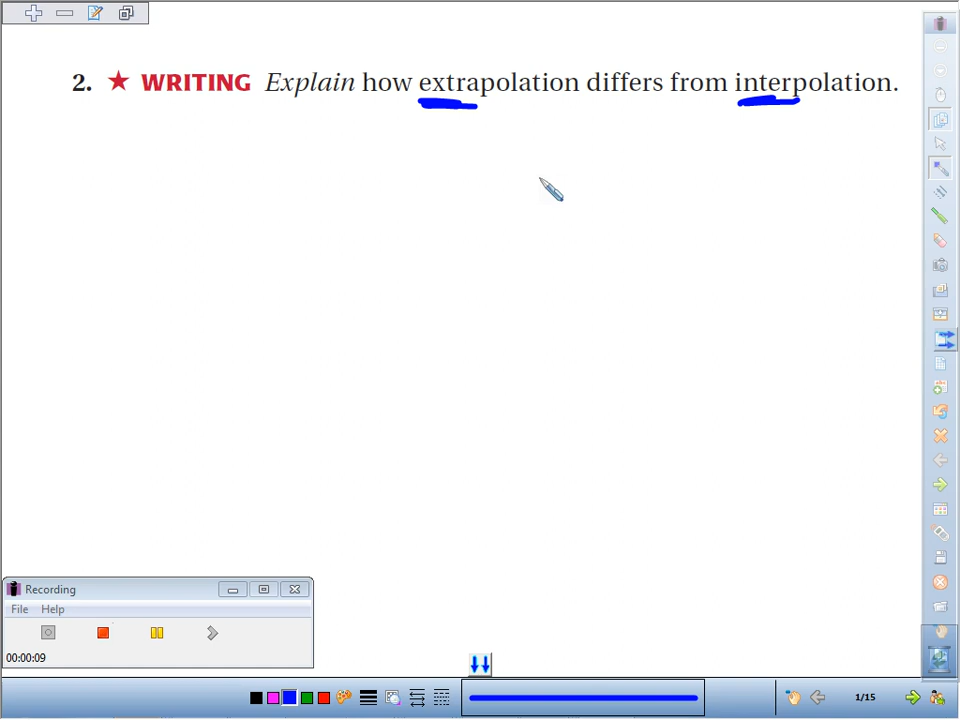 2. ★ WRITING Explain how extrapolation differs from interpolation.
Recording
File Help
00:00:09
1/15